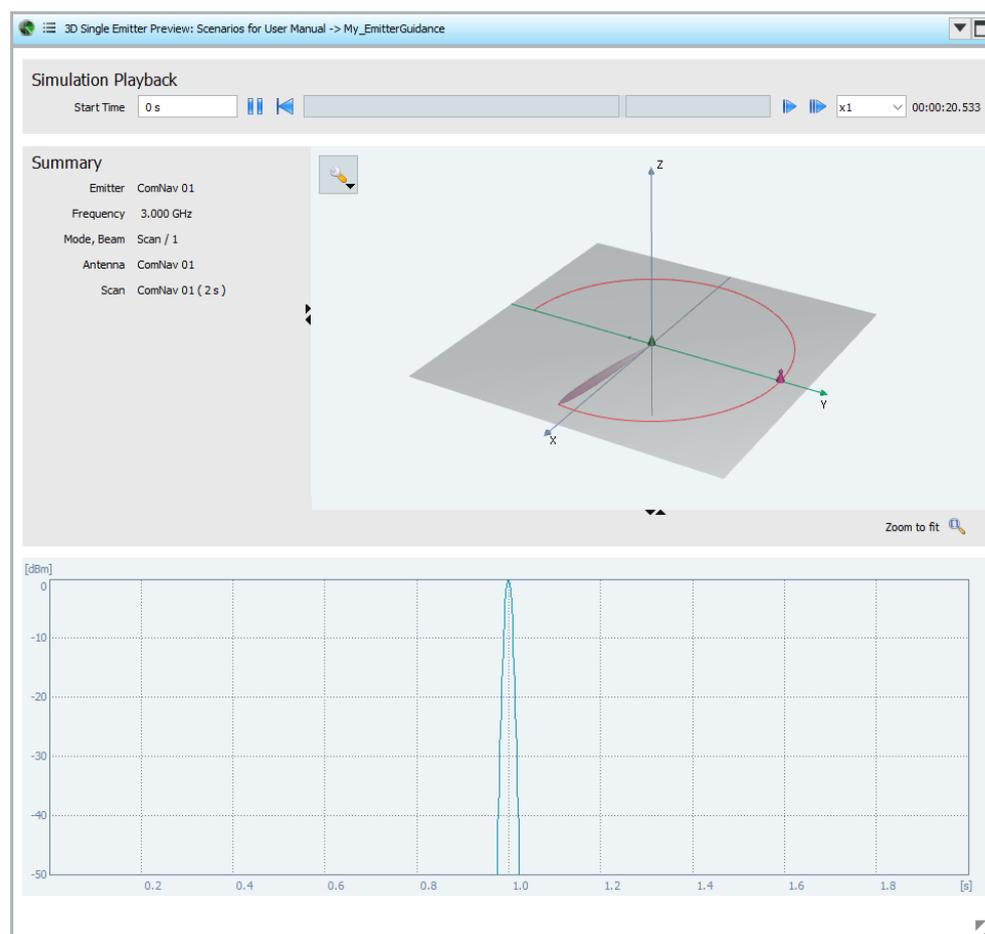 3D Single Emitter Preview: Scenarios for User Manual -> My_EmitterGuidance
Simulation Playback
Start Time 0 s x1 00:00:20.533
Summary
Emitter ComNav 01
Frequency 3.000 GHz
Mode, Beam Scan / 1
Antenna ComNav 01
Scan ComNav 01 ( 2 s )
Z
Y
X
Zoom to fit
[dBm]
0
-10
-20
-30
-40
-50
0.2 0.4 0.6 0.8 1.0 1.2 1.4 1.6 1.8 [s]